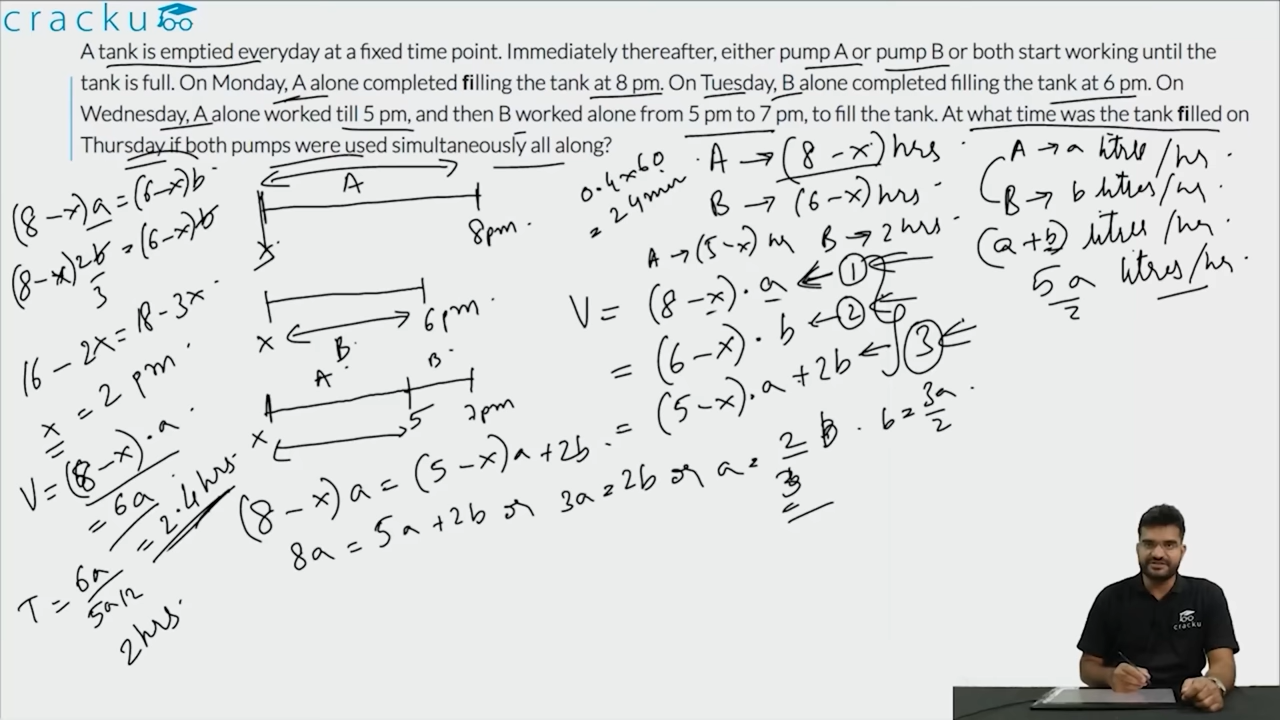 cracku
A tank is emptied everyday at a fixed time point. Immediately thereafter, either pump A or pump B or both start working until the
tank is full. On Monday, A alone completed filling the tank at 8 pm. On Tuesday, B alone completed filling the tank at 6 pm. On
Wednesday, A alone worked till 5 pm, and then B worked alone from 5 pm to 7 pm, to fill the tank. At what time was the tank filled on
Thursday if both pumps were used simultaneously all along?
(8-x)a = (6-x)b
(8-x)2b/3 = (6-x)b
16-2x = 18-3x
x = 2 pm
V = (8-x).a
= 6a
= 2.4 hrs
T = 6a
5a/2
2 hrs
A
x
8pm
x
6pm
B
A
B
x
5
7pm
0.4x60
= 24min
A → (8-x) hrs
B → (6-x) hrs
A → (5-x) hr B → 2 hrs
V = (8-x).a ← 1
= (6-x).b ← 2
= (5-x).a + 2b ← 3
(8-x)a = (5-x)a + 2b
8a = 5a + 2b or 3a = 2b or a = 2/3 b. b = 3a/2
A → a litre/hr
B → b litres/hr
(a+b) litres/hr
5a/2 litres/hr
cracku